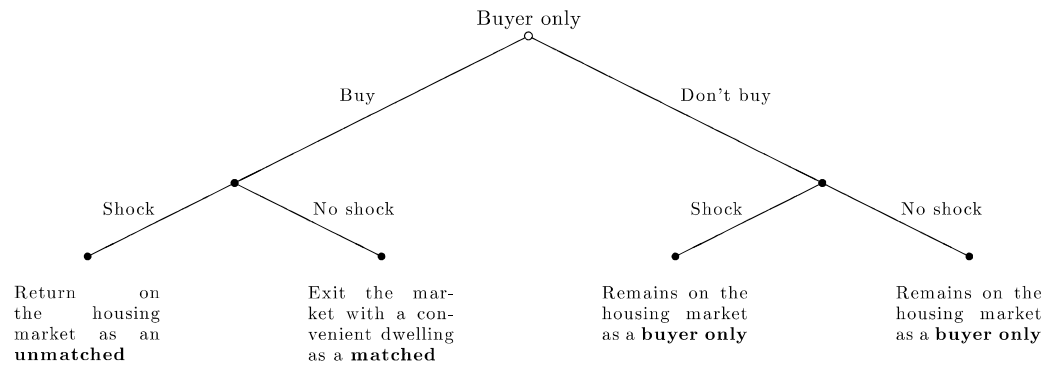 Buyer only
Buy
Don't buy
Shock
No shock
Shock
No shock
Return on
the housing
market as an
unmatched
Exit the mar-
ket with a con-
venient dwelling
as a matched
Remains on the
housing market
as a buyer only
Remains on the
housing market
as a buyer only